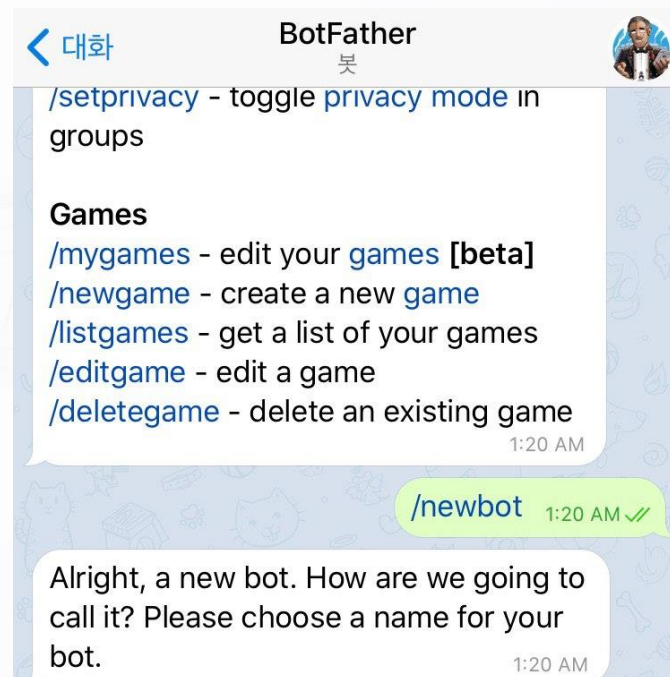 대화
BotFather
봇
/setprivacy - toggle privacy mode in
groups
Games
/mygames - edit your games [beta]
/newgame - create a new game
/listgames - get a list of your games
/editgame - edit a game
/deletegame - delete an existing game
1:20 AM
/newbot 1:20 AM
Alright, a new bot. How are we going to
call it? Please choose a name for your
bot.
1:20 AM